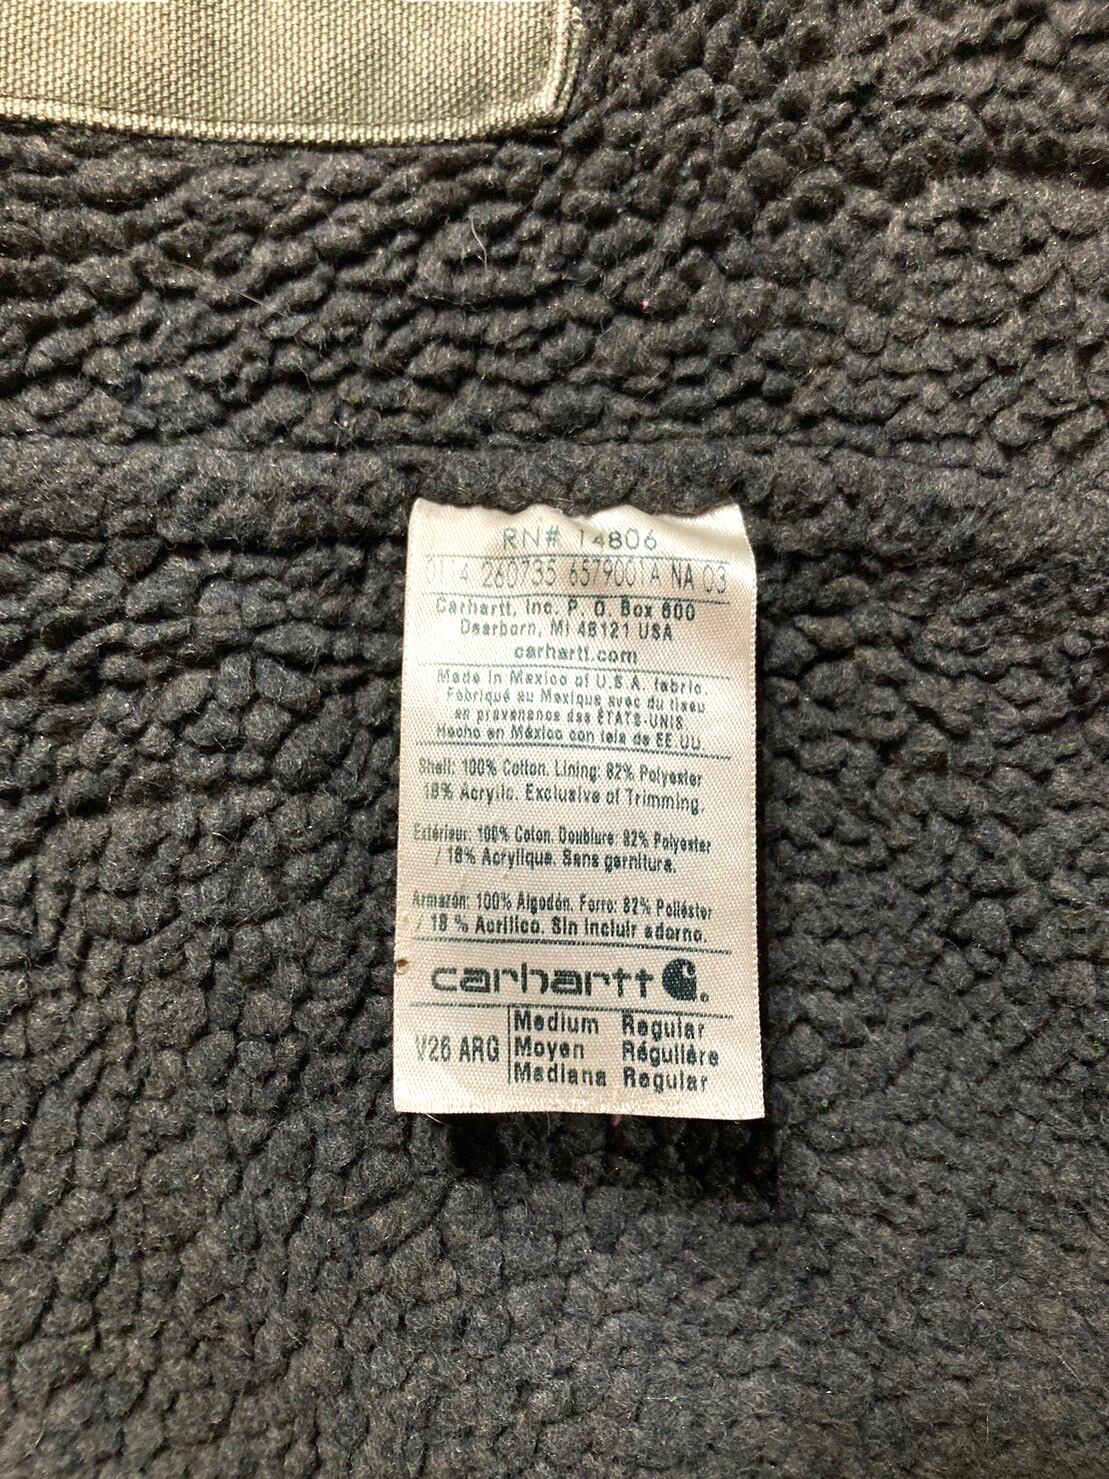 RN# 14806
0114 260735 6579001A NA 03
Carhartt, Inc. P. O. Box 600
Dearborn, MI 48121 USA
carhartt.com
Made in Mexico of U.S.A. fabric.
Fabriqué au Mexique avec du tissu
en provenance des ÉTATS-UNIS
Hecho en México con tela de EE.UU.
Shell: 100% Cotton. Lining: 82% Polyester
18% Acrylic. Exclusive of Trimming.
Extérieur: 100% Coton. Doublure: 82% Polyester
/ 18% Acrylique. Sans garniture.
Armazón: 100% Algodón. Forro: 82% Poliéster
/ 18 % Acrílico. Sin incluir adorno.
carhartt
V26 ARG
Medium Regular
Moyen Régulière
Mediana Regular